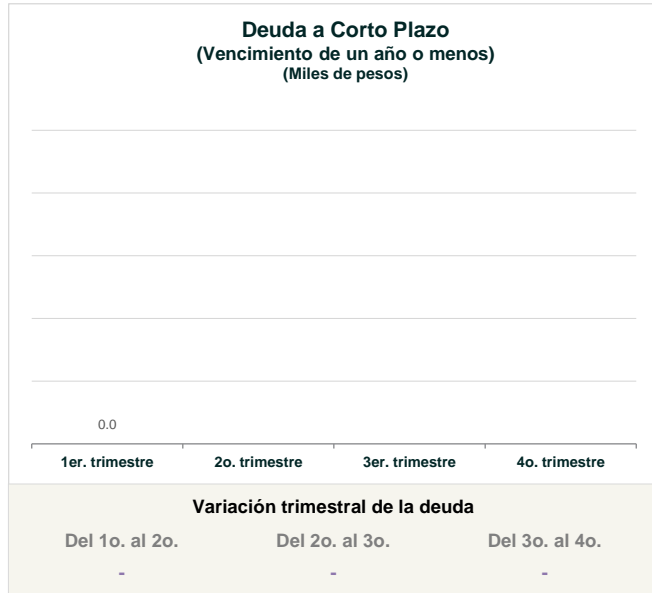 Deuda a Corto Plazo
(Vencimiento de un año o menos)
(Miles de pesos)
0.0
1er. trimestre 2o. trimestre 3er. trimestre 4o. trimestre
Variación trimestral de la deuda
Del 1o. al 2o. Del 2o. al 3o. Del 3o. al 4o.
- - -